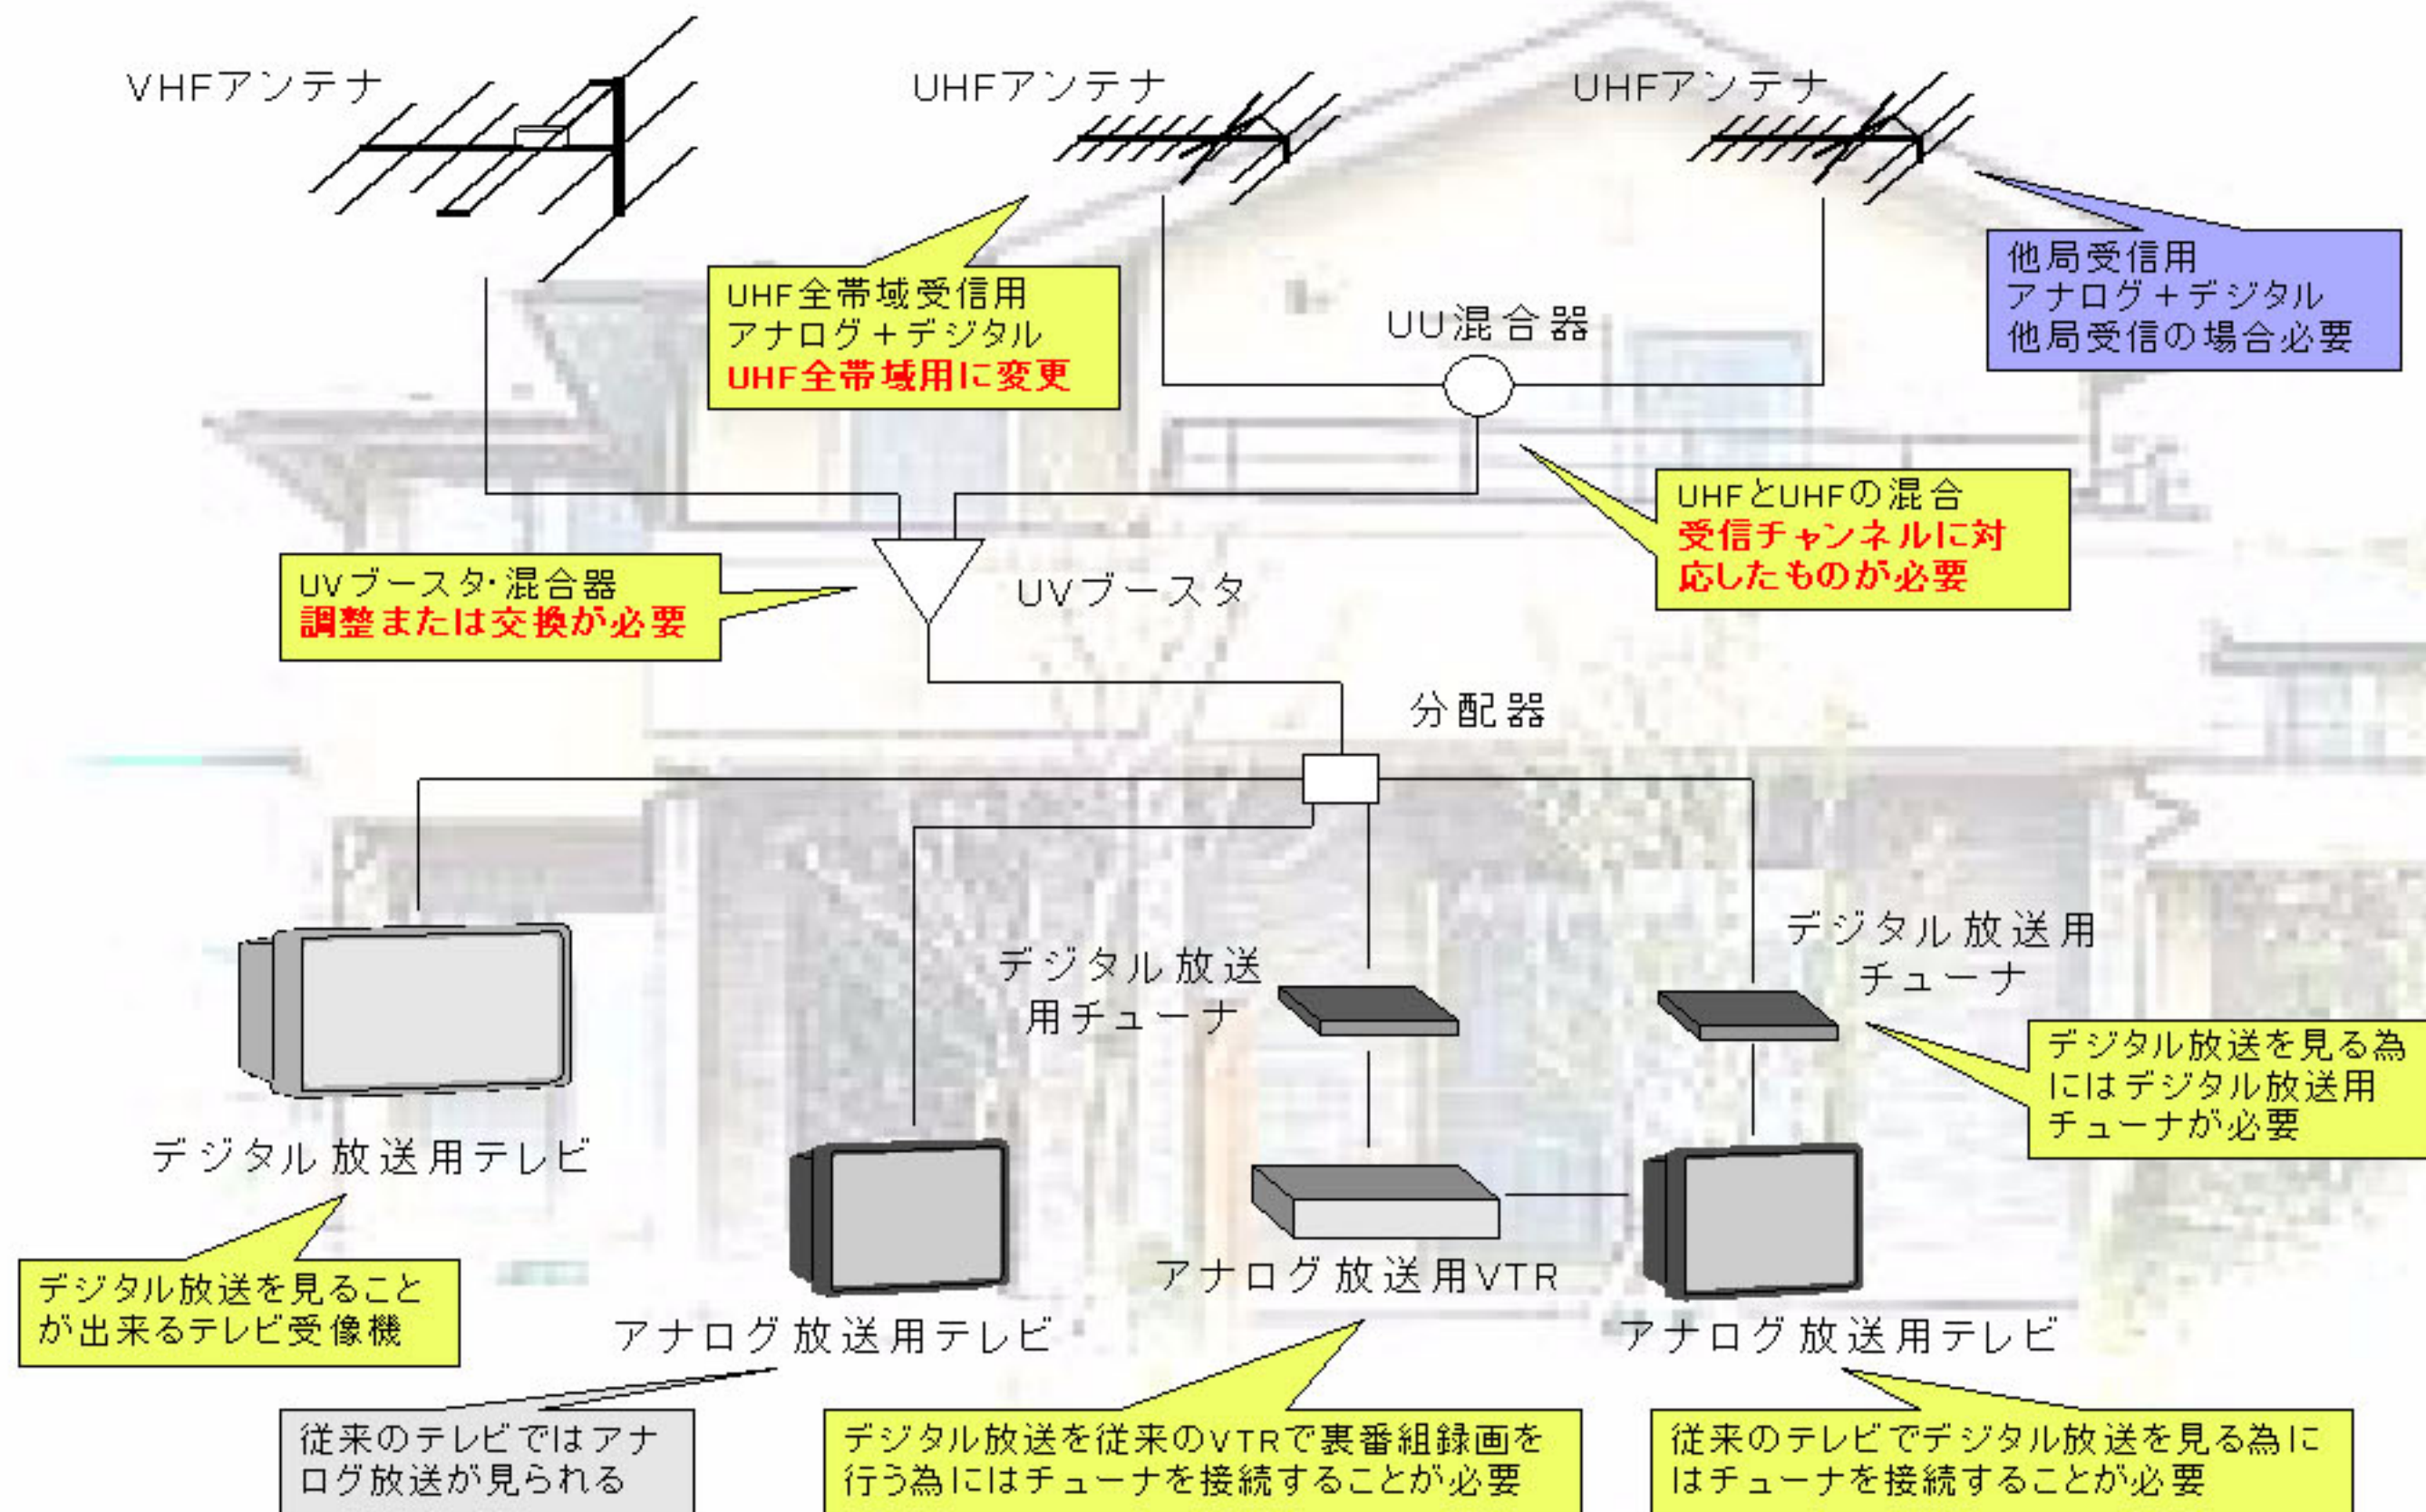 VHFアンテナ
UHFアンテナ
UHFアンテナ
UHF全帯域受信用
アナログ+デジタル
UHF全帯域用に変更
他局受信用
アナログ+デジタル
他局受信の場合必要
UU混合器
UHFとUHFの混合
受信チャンネルに対
応したものが必要
UVブースタ・混合器
調整または交換が必要
UVブースタ
分配器
デジタル放送
用チューナ
デジタル放送用
チューナ
デジタル放送を見る為
にはデジタル放送用
チューナが必要
デジタル放送用テレビ
デジタル放送を見ること
が出来るテレビ受像機
アナログ放送用テレビ
アナログ放送用VTR
アナログ放送用テレビ
従来のテレビではアナ
ログ放送が見られる
デジタル放送を従来のVTRで裏番組録画を
行う為にはチューナを接続することが必要
従来のテレビでデジタル放送を見る為に
はチューナを接続することが必要